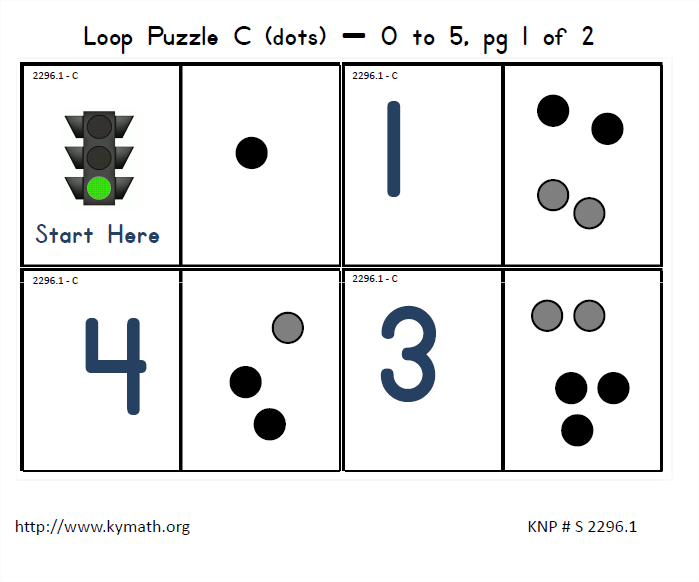 Loop Puzzle C (dots) — 0 to 5, pg 1 of 2
2296.1 - C
Start Here
2296.1 - C
1
2296.1 - C
4
2296.1 - C
3
http://www.kymath.org
KNP # S 2296.1